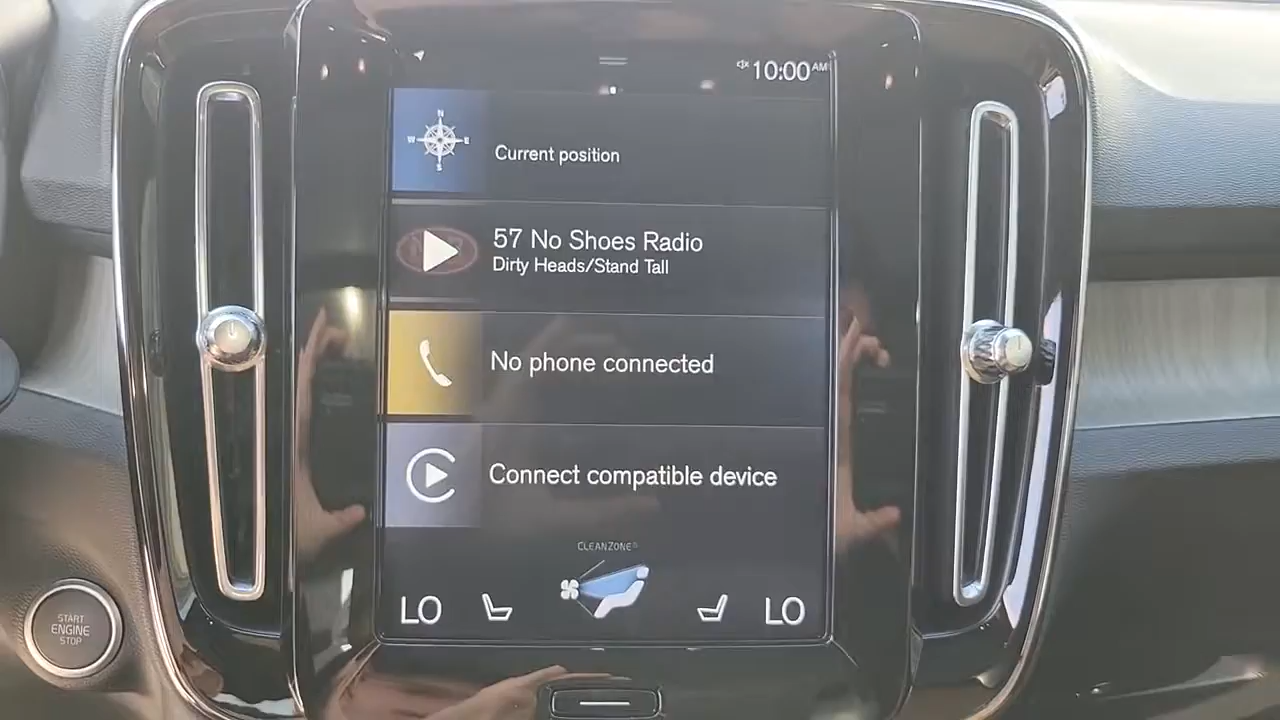 10:00 AM
N
W E
S
Current position
57 No Shoes Radio
Dirty Heads/Stand Tall
No phone connected
Connect compatible device
CLEANZONE
LO LO
START
ENGINE
STOP